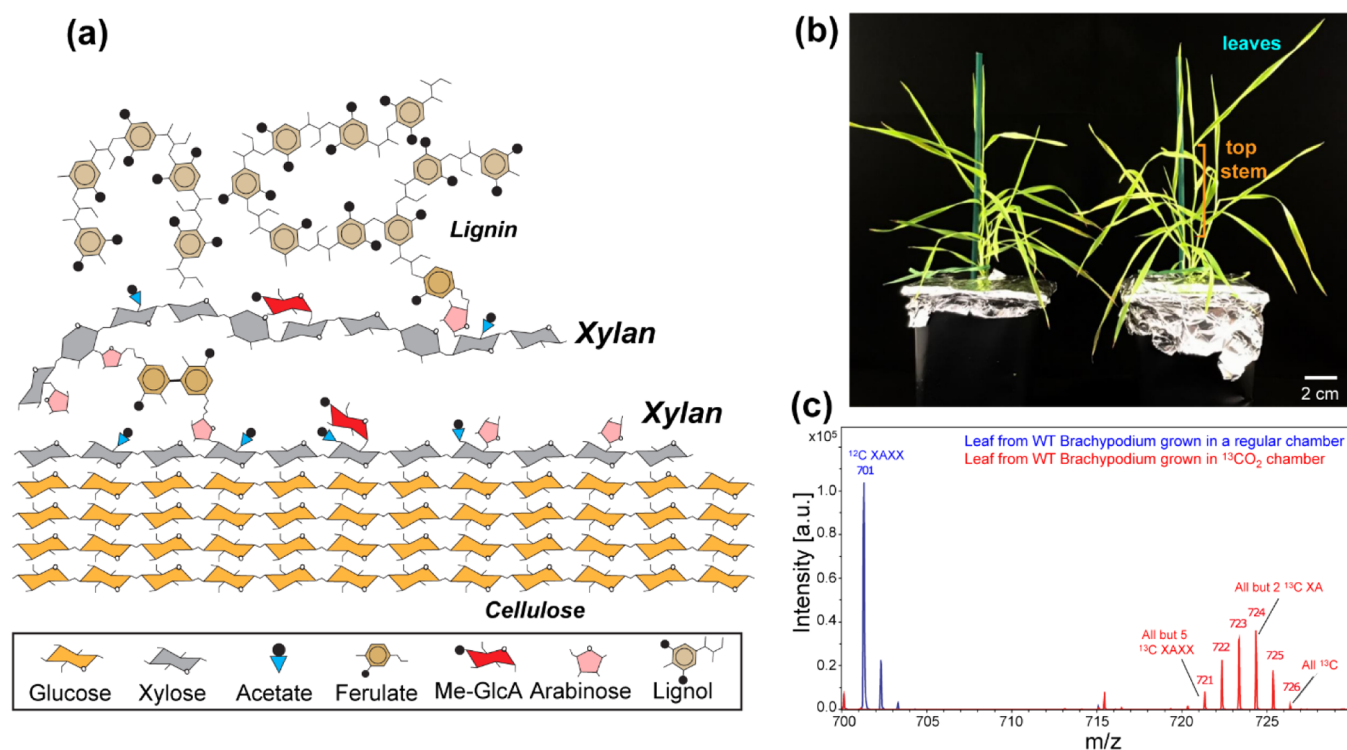 (a)
Lignin
Xylan
Xylan
Cellulose
Glucose
Xylose
Acetate
Ferulate
Me-GlcA
Arabinose
Lignol
(b)
leaves
top
stem
2 cm
(c)
x10⁵
Leaf from WT Brachypodium grown in a regular chamber
Leaf from WT Brachypodium grown in ¹³CO₂ chamber
¹²C XAXX
701
1.0
0.8
0.6
0.4
0.2
0.0
Intensity [a.u.]
All but 2 ¹³C XA
724
723
All but 5
¹³C XAXX
722
721
725
All ¹³C
726
700
705
710
715
720
725
m/z